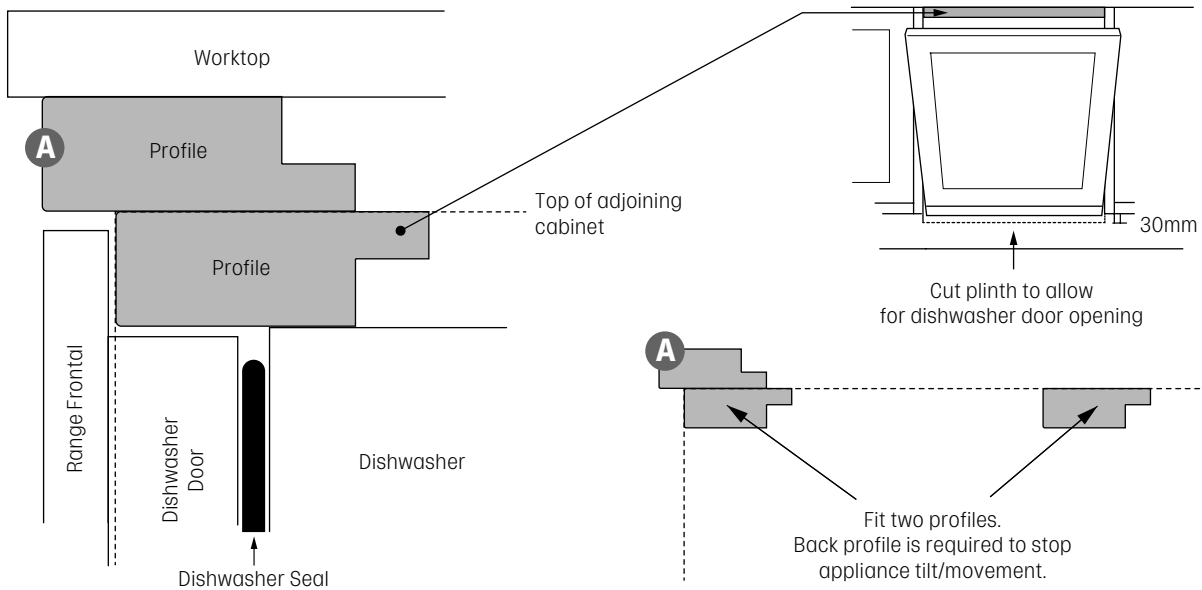 Worktop
A
Profile
Top of adjoining
cabinet
Profile
Range Frontal
Dishwasher
Door
Dishwasher
Dishwasher Seal
30mm
Cut plinth to allow
for dishwasher door opening
A
Fit two profiles.
Back profile is required to stop
appliance tilt/movement.